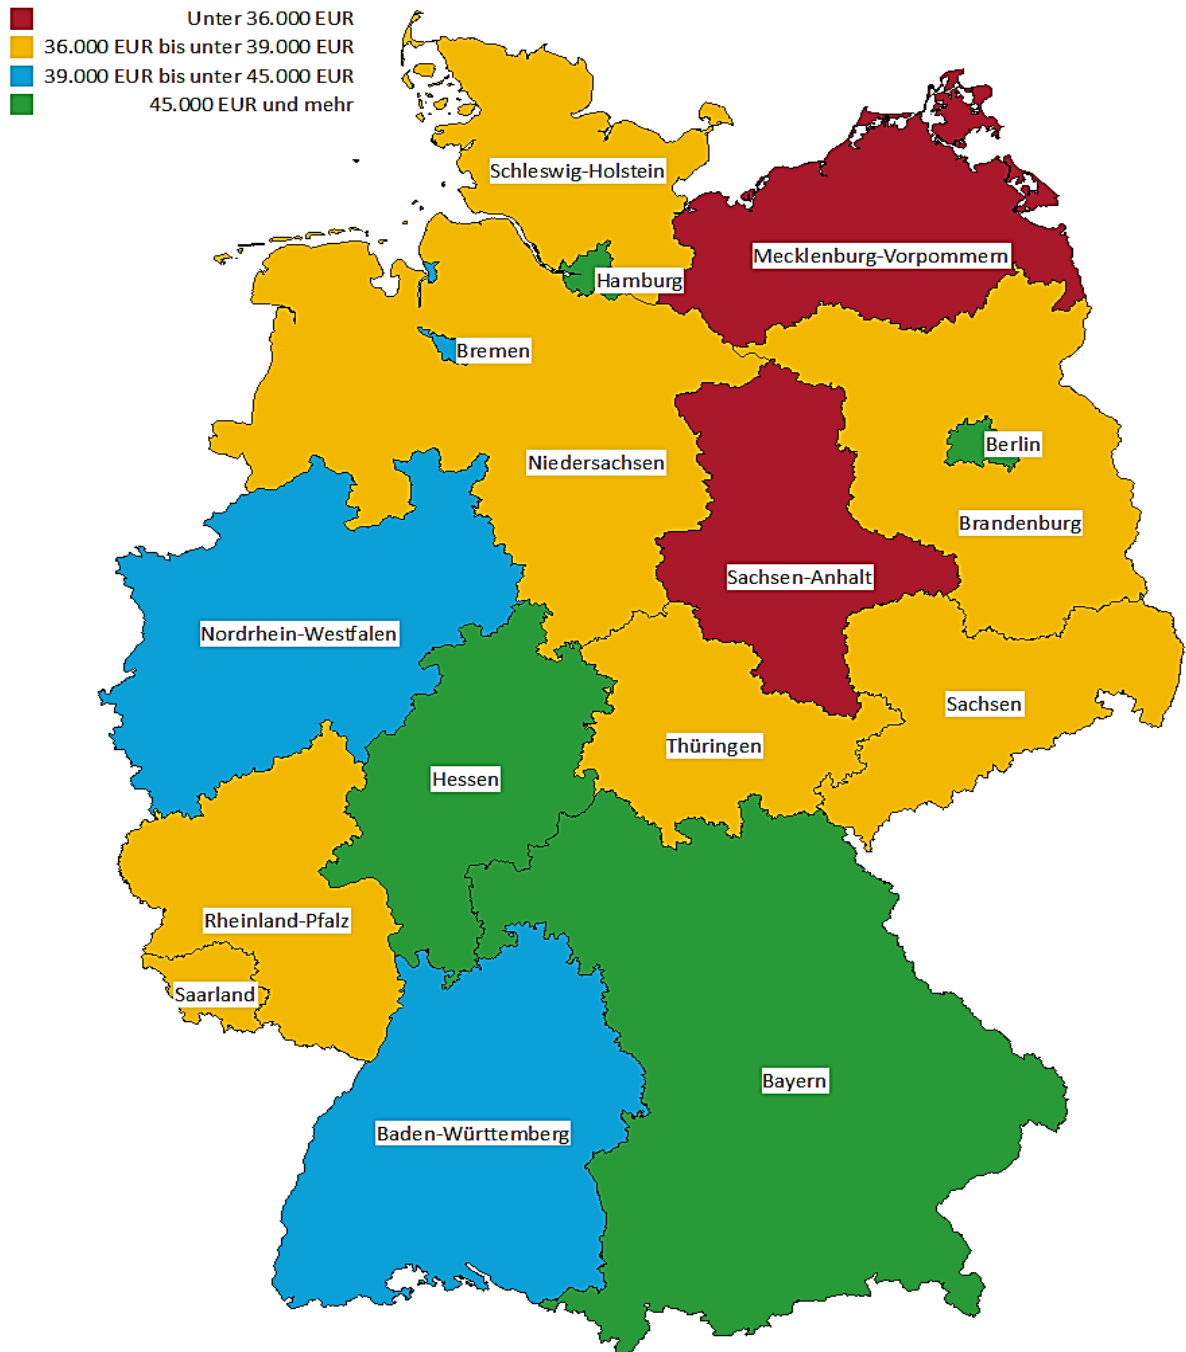 Unter 36.000 EUR
36.000 EUR bis unter 39.000 EUR
39.000 EUR bis unter 45.000 EUR
45.000 EUR und mehr
Schleswig-Holstein
Mecklenburg-Vorpommern
Hamburg
Bremen
Berlin
Niedersachsen
Brandenburg
Sachsen-Anhalt
Nordrhein-Westfalen
Sachsen
Thüringen
Hessen
Rheinland-Pfalz
Saarland
Bayern
Baden-Württemberg